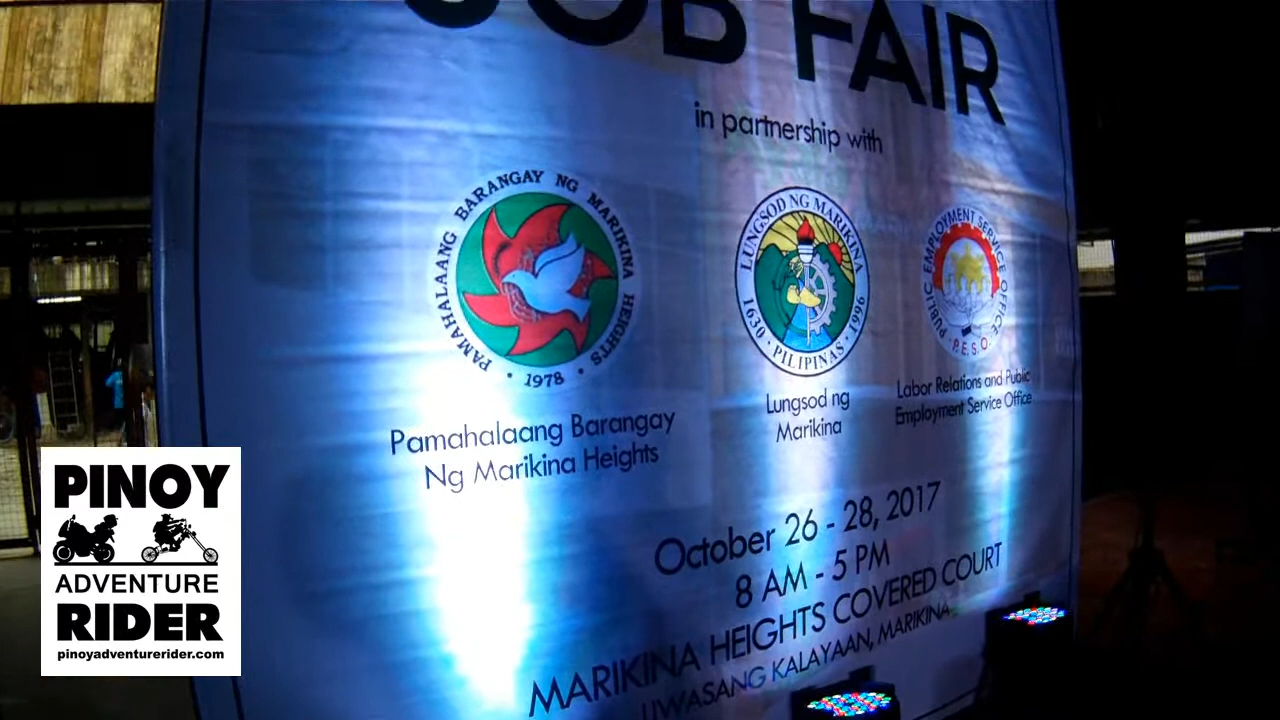 JOB FAIR
in partnership with
PAMAHALAANG BARANGAY NG MARIKINA HEIGHTS
• 1978 •
LUNGSOD NG MARIKINA
1630 • PILIPINAS • 1996
PUBLIC EMPLOYMENT SERVICE OFFICE
• P.E.S.O. •
Pamahalaang Barangay
Ng Marikina Heights
Lungsod ng
Marikina
Labor Relations and Public
Employment Service Office
October 26 - 28, 2017
8 AM - 5 PM
MARIKINA HEIGHTS COVERED COURT
LIWASANG KALAYAAN, MARIKINA
PINOY
ADVENTURE
RIDER
pinoyadventurerider.com